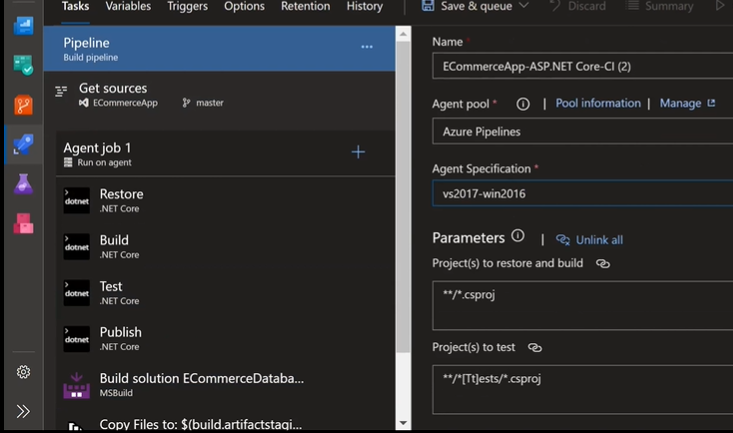 Tasks Variables Triggers Options Retention History
Save & queue Discard Summary
Pipeline
Build pipeline
Get sources
ECommerceApp master
Agent job 1
Run on agent
>
dotnet
Restore
.NET Core
>
dotnet
Build
.NET Core
>
dotnet
Test
.NET Core
>
dotnet
Publish
.NET Core
Build solution ECommerceDataba...
MSBuild
Copy Files to: $(build.artifactstagi...
Name *
ECommerceApp-ASP.NET Core-CI (2)
Agent pool * | Pool information | Manage
Azure Pipelines
Agent Specification *
vs2017-win2016
Parameters | Unlink all
Project(s) to restore and build
**/*.csproj
Project(s) to test
**/*[Tt]ests/*.csproj